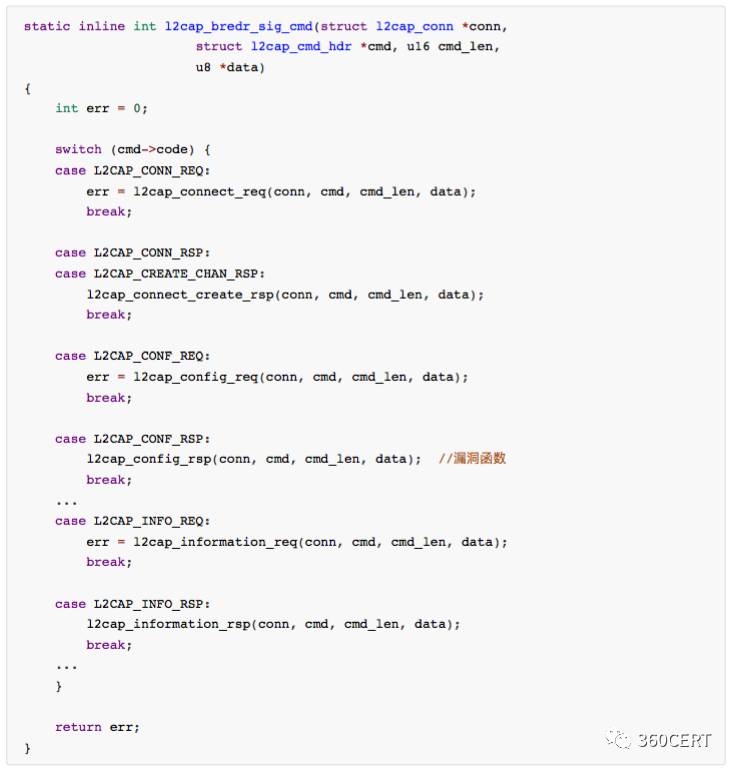 static inline int l2cap_bredr_sig_cmd(struct l2cap_conn *conn,
struct l2cap_cmd_hdr *cmd, u16 cmd_len,
u8 *data)
{
int err = 0;
switch (cmd->code) {
case L2CAP_CONN_REQ:
err = l2cap_connect_req(conn, cmd, cmd_len, data);
break;
case L2CAP_CONN_RSP:
case L2CAP_CREATE_CHAN_RSP:
l2cap_connect_create_rsp(conn, cmd, cmd_len, data);
break;
case L2CAP_CONF_REQ:
err = l2cap_config_req(conn, cmd, cmd_len, data);
break;
case L2CAP_CONF_RSP:
l2cap_config_rsp(conn, cmd, cmd_len, data);  //漏洞函数
break;
...
case L2CAP_INFO_REQ:
err = l2cap_information_req(conn, cmd, cmd_len, data);
break;
case L2CAP_INFO_RSP:
l2cap_information_rsp(conn, cmd, cmd_len, data);
break;
...
}
return err;
}
360CERT